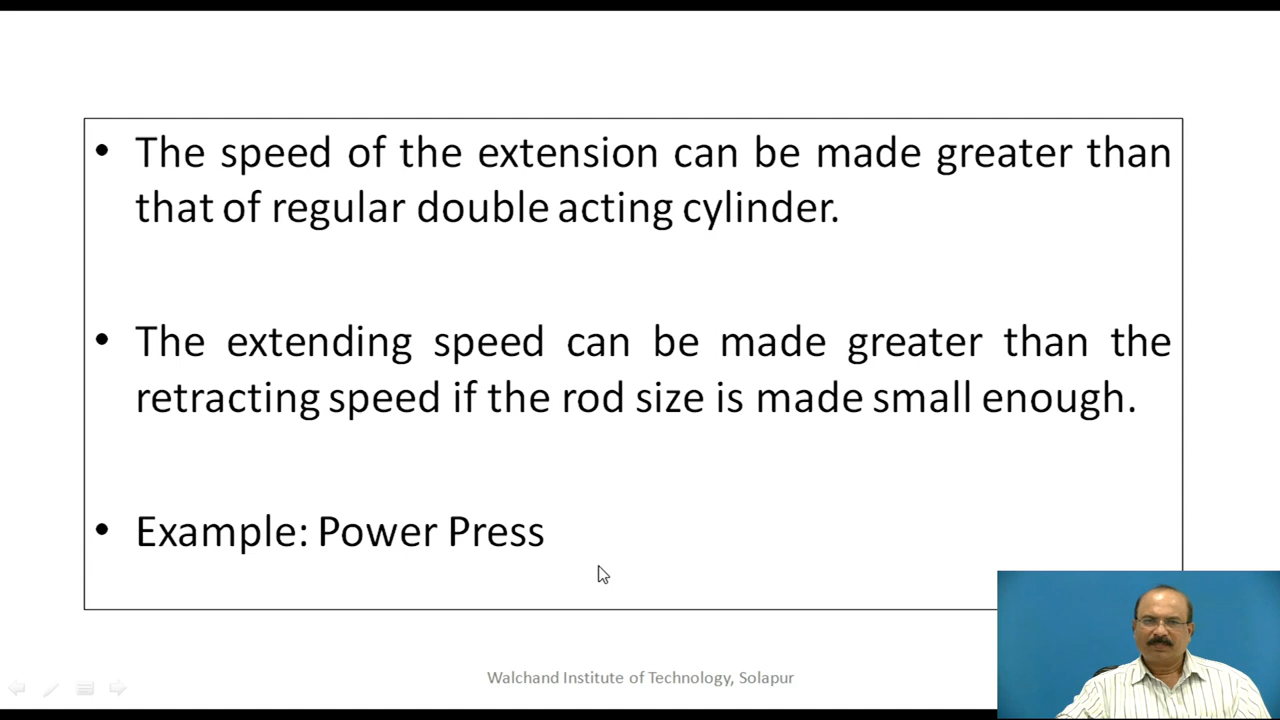 • The speed of the extension can be made greater than
that of regular double acting cylinder.
• The extending speed can be made greater than the
retracting speed if the rod size is made small enough.
• Example: Power Press
Walchand Institute of Technology, Solapur